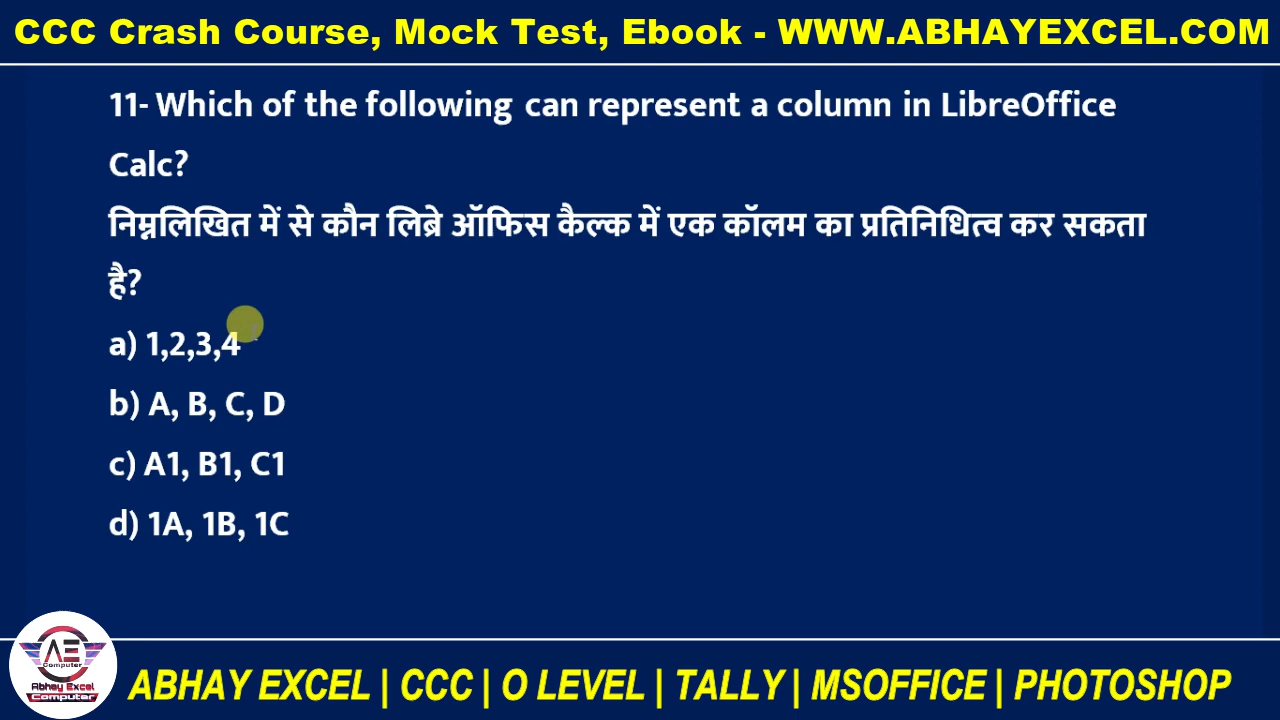 CCC Crash Course, Mock Test, Ebook - WWW.ABHAYEXCEL.COM
11- Which of the following can represent a column in LibreOffice
Calc?
निम्नलिखित में से कौन लिब्रे ऑफिस कैल्क में एक कॉलम का प्रतिनिधित्व कर सकता
है?
a) 1,2,3,4
b) A, B, C, D
c) A1, B1, C1
d) 1A, 1B, 1C
AE
Computer
Abhay Excel
Computer
ABHAY EXCEL | CCC | O LEVEL | TALLY | MSOFFICE | PHOTOSHOP